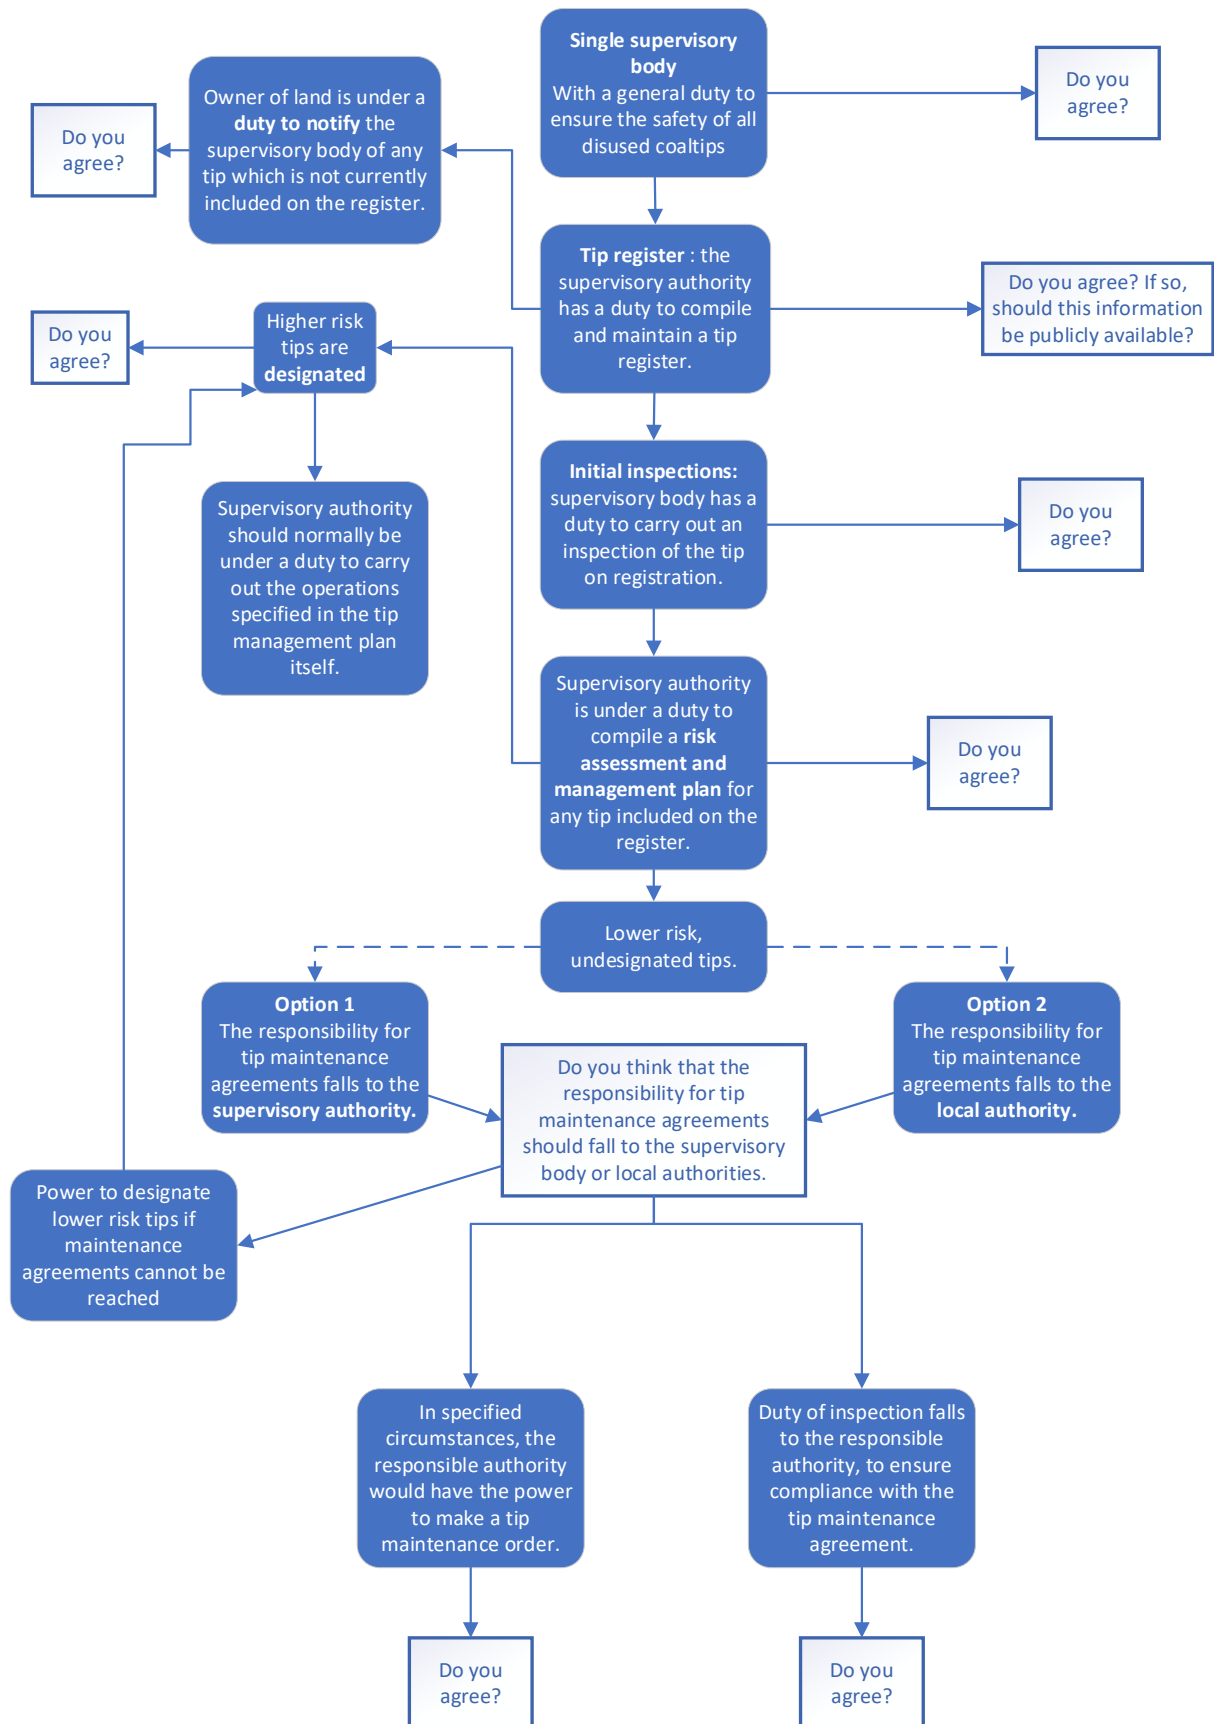 Single supervisory
body
With a general duty to
ensure the safety of all
disused coaltips
Do you
agree?
Owner of land is under a
duty to notify the
supervisory body of any
tip which is not currently
included on the register.
Do you
agree?
Tip register : the
supervisory authority
has a duty to compile
and maintain a tip
register.
Do you agree? If so,
should this information
be publicly available?
Higher risk
tips are
designated
Do you
agree?
Supervisory authority
should normally be
under a duty to carry
out the operations
specified in the tip
management plan
itself.
Initial inspections:
supervisory body has a
duty to carry out an
inspection of the tip
on registration.
Do you
agree?
Supervisory authority
is under a duty to
compile a risk
assessment and
management plan for
any tip included on the
register.
Do you
agree?
Lower risk,
undesignated tips.
Option 1
The responsibility for
tip maintenance
agreements falls to the
supervisory authority.
Option 2
The responsibility for
tip maintenance
agreements falls to the
local authority.
Do you think that the
responsibility for tip
maintenance agreements
should fall to the supervisory
body or local authorities.
Power to designate
lower risk tips if
maintenance
agreements cannot be
reached
In specified
circumstances, the
responsible authority
would have the power
to make a tip
maintenance order.
Duty of inspection falls
to the responsible
authority, to ensure
compliance with the
tip maintenance
agreement.
Do you
agree?
Do you
agree?